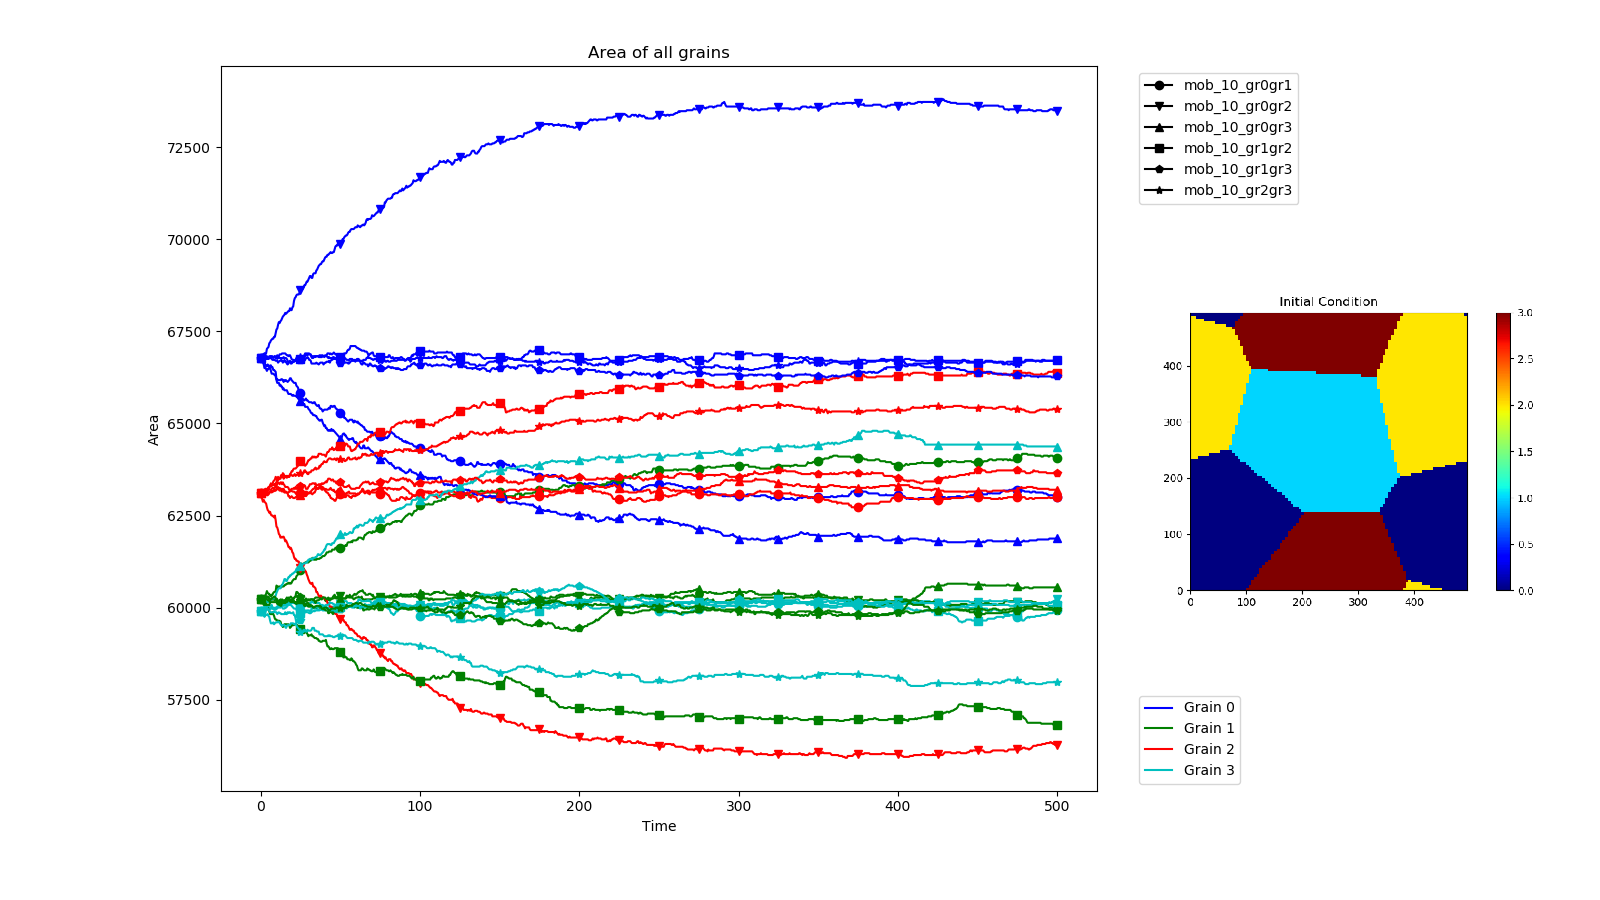 Area of all grains
Area
72500
70000
67500
65000
62500
60000
57500
0 100 200 300 400 500
Time
mob_10_gr0gr1
mob_10_gr0gr2
mob_10_gr0gr3
mob_10_gr1gr2
mob_10_gr1gr3
mob_10_gr2gr3
Initial Condition
400
300
200
100
0
0 100 200 300 400
3.0
2.5
2.0
1.5
1.0
0.5
0.0
Grain 0
Grain 1
Grain 2
Grain 3